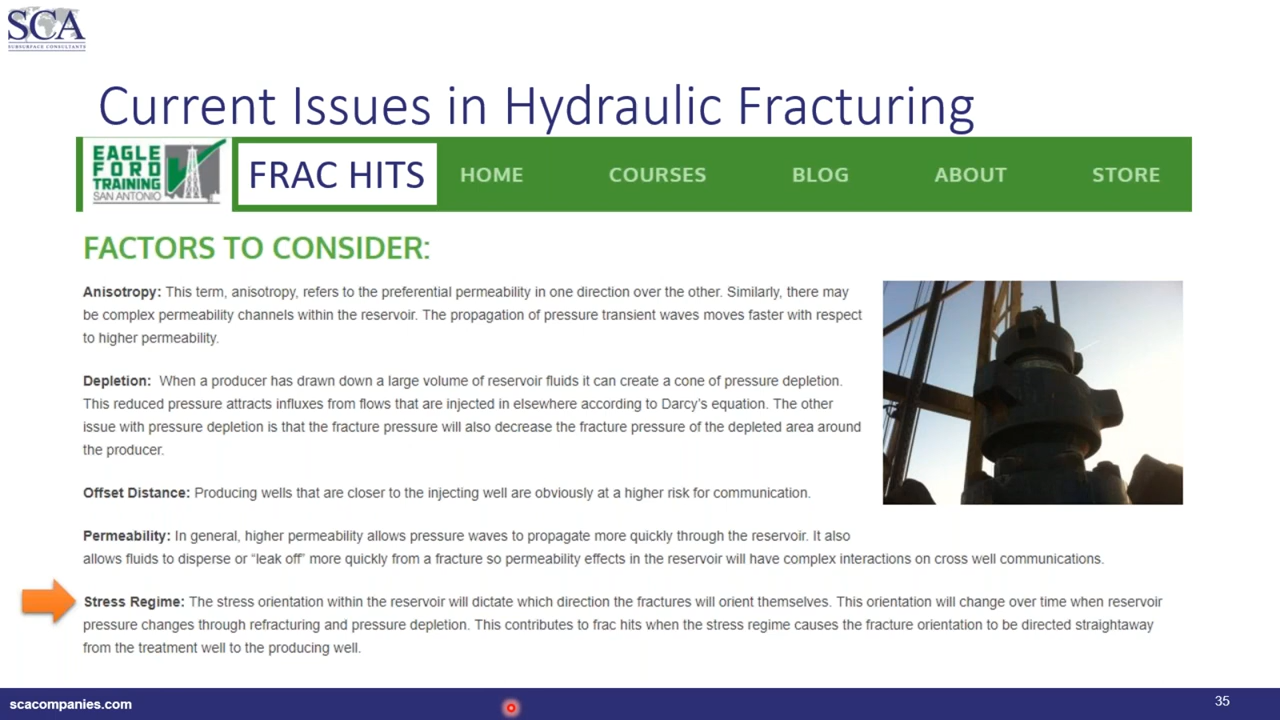 SCA
SUBSURFACE CONSULTANTS
Current Issues in Hydraulic Fracturing
EAGLE
FORD
TRAINING
SAN ANTONIO
FRAC HITS
HOME
COURSES
BLOG
ABOUT
STORE
FACTORS TO CONSIDER:
Anisotropy: This term, anisotropy, refers to the preferential permeability in one direction over the other. Similarly, there may
be complex permeability channels within the reservoir. The propagation of pressure transient waves moves faster with respect
to higher permeability.
Depletion: When a producer has drawn down a large volume of reservoir fluids it can create a cone of pressure depletion.
This reduced pressure attracts influxes from flows that are injected in elsewhere according to Darcy's equation. The other
issue with pressure depletion is that the fracture pressure will also decrease the fracture pressure of the depleted area around
the producer.
Offset Distance: Producing wells that are closer to the injecting well are obviously at a higher risk for communication.
Permeability: In general, higher permeability allows pressure waves to propagate more quickly through the reservoir. It also
allows fluids to disperse or “leak off” more quickly from a fracture so permeability effects in the reservoir will have complex interactions on cross well communications.
Stress Regime: The stress orientation within the reservoir will dictate which direction the fractures will orient themselves. This orientation will change over time when reservoir
pressure changes through refracturing and pressure depletion. This contributes to frac hits when the stress regime causes the fracture orientation to be directed straightaway
from the treatment well to the producing well.
scacompanies.com
35